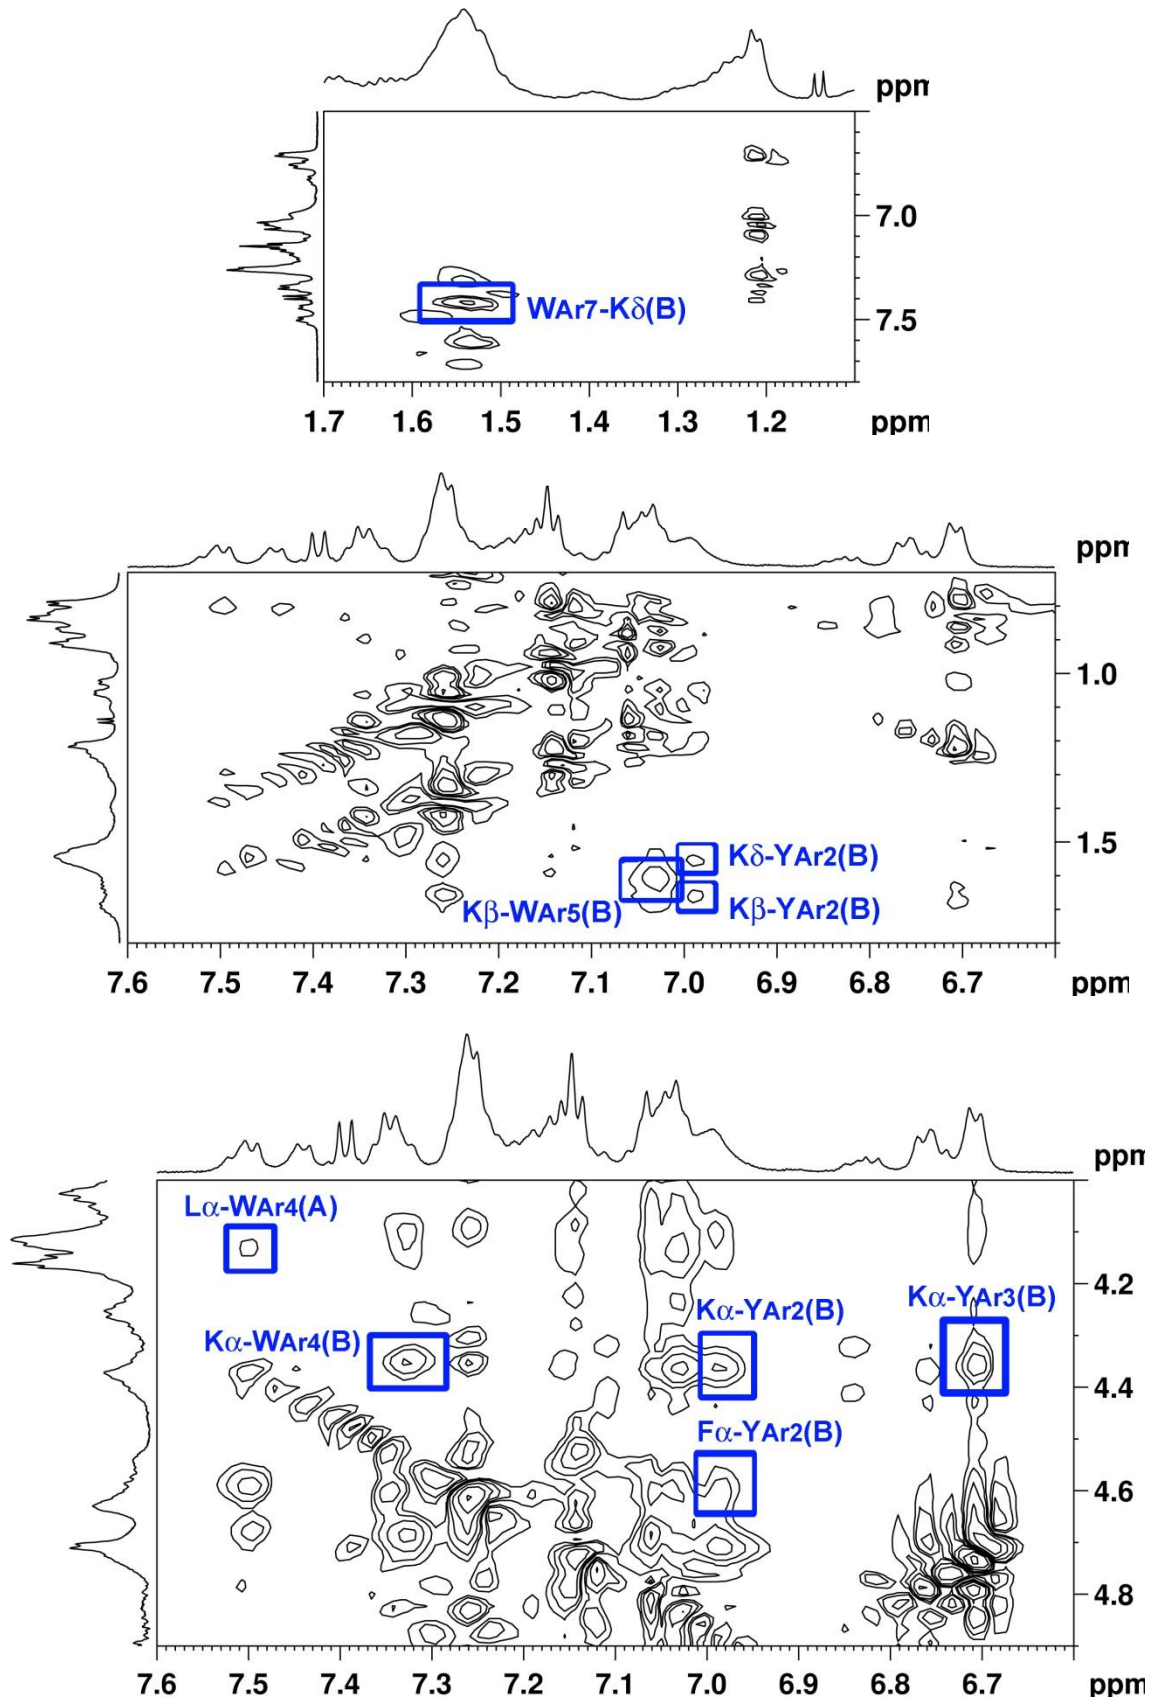 ppm
7.0
WAr7-Kδ(B)
7.5
1.7 1.6 1.5 1.4 1.3 1.2 ppm
ppm
1.0
1.5
Kδ-YAr2(B)
Kβ-WAr5(B) Kβ-YAr2(B)
7.6 7.5 7.4 7.3 7.2 7.1 7.0 6.9 6.8 6.7 ppm
ppm
Lα-WAr4(A)
4.2
Kα-WAr4(B) Kα-YAr2(B) Kα-YAr3(B)
4.4
Fα-YAr2(B)
4.6
4.8
7.6 7.5 7.4 7.3 7.2 7.1 7.0 6.9 6.8 6.7 ppm